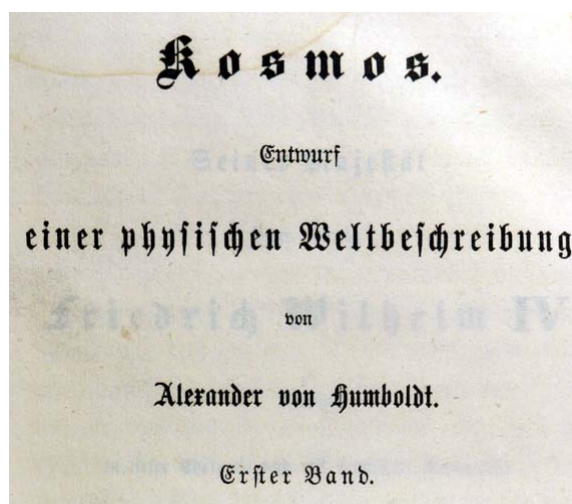 Kosmos.
Entwurf
einer physischen Weltbeschreibung
von
Alexander von Humboldt.
Erster Band.